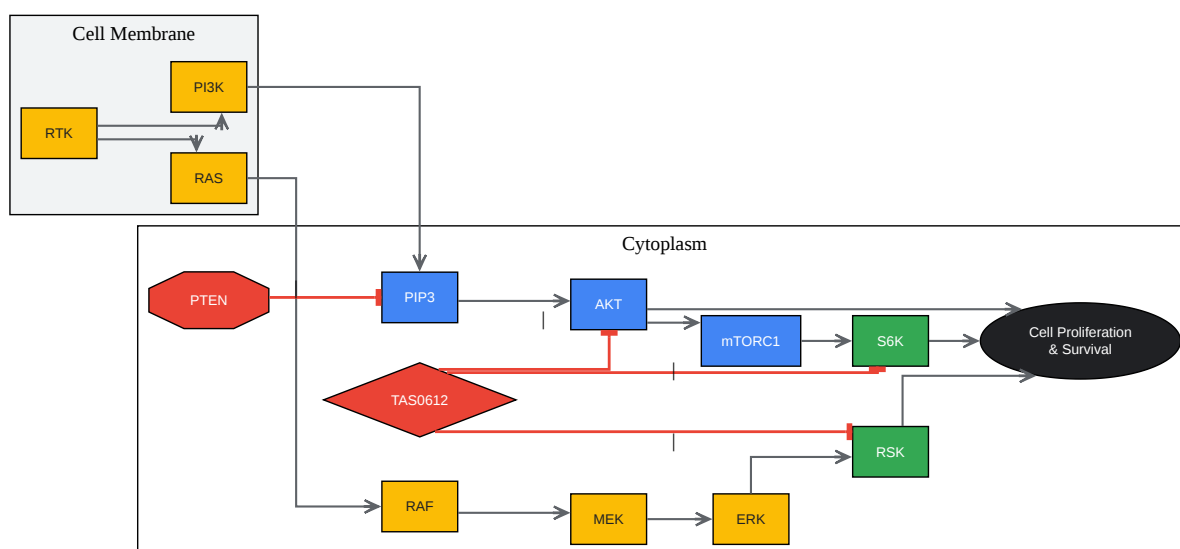 Cell Membrane
PI3K
RTK
RAS
Cytoplasm
PTEN
PIP3
AKT
mTORC1
S6K
Cell Proliferation
& Survival
TAS0612
RSK
RAF
MEK
ERK